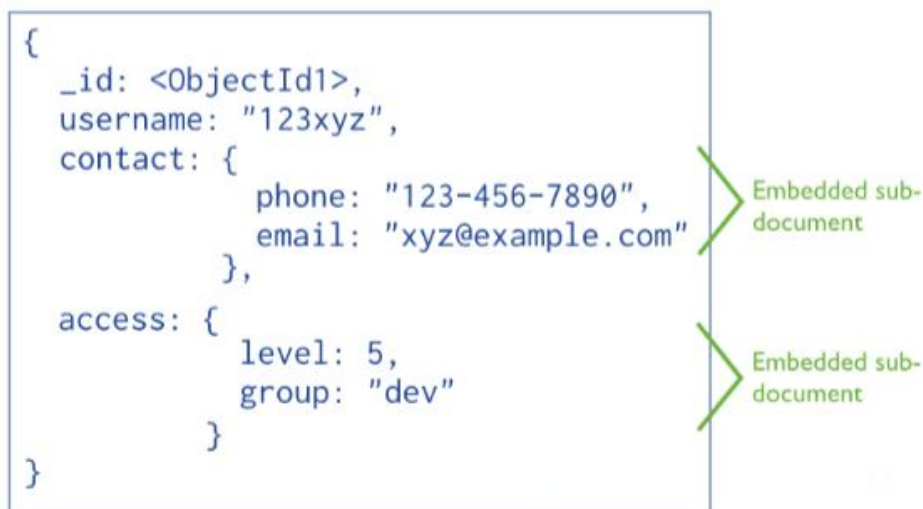 {
_id: <ObjectId1>,
username: "123xyz",
contact: {
phone: "123-456-7890",
email: "xyz@example.com"
},
access: {
level: 5,
group: "dev"
}
}
Embedded sub-
document
Embedded sub-
document